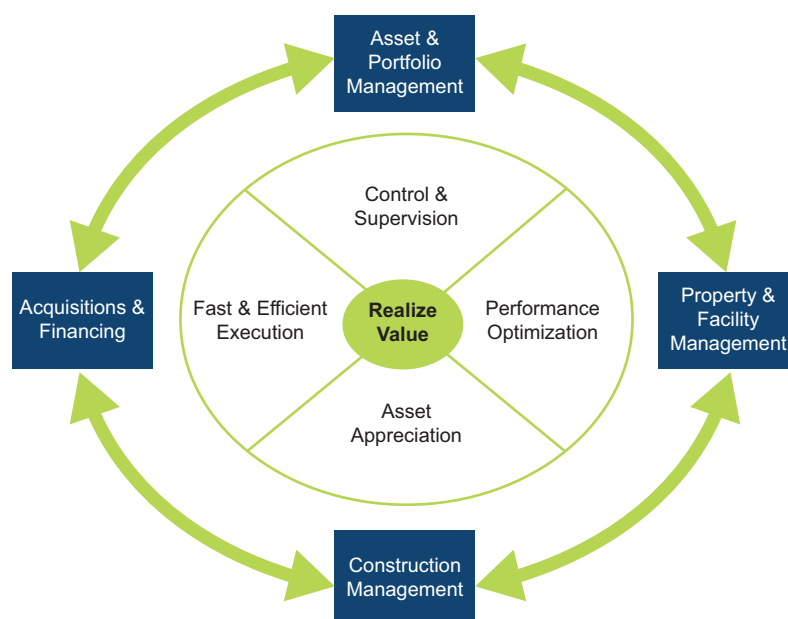 Asset &
Portfolio
Management
Control &
Supervision
Acquisitions &
Financing
Fast & Efficient
Execution
Realize
Value
Performance
Optimization
Property &
Facility
Management
Asset
Appreciation
Construction
Management